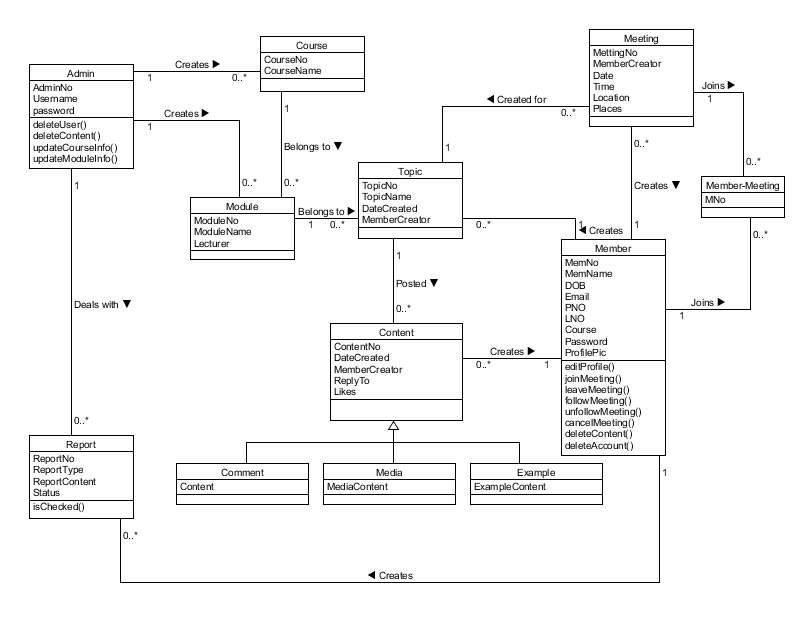 Admin
AdminNo
Username
password
deleteUser()
deleteContent()
updateCourseInfo()
updateModuleInfo()
Creates ▶
1
0..*
Course
CourseNo
CourseName
Creates ▶
1
0..*
1
Belongs to ▼
0..*
Module
ModuleNo
ModuleName
Lecturer
Belongs to ▶
1
0..*
Topic
TopicNo
TopicName
DateCreated
MemberCreator
◀ Created for
0..*
1
Meeting
MettingNo
MemberCreator
Date
Time
Location
Places
Joins ▶
1
0..*
Member-Meeting
MNo
0..*
Creates ▼
1
0..*
1
◀ Creates
Member
MemNo
MemName
DOB
Email
PNO
LNO
Course
Password
ProfilePic
editProfile()
joinMeeting()
leaveMeeting()
followMeeting()
unfollowMeeting()
cancelMeeting()
deleteContent()
deleteAccount()
0..*
Joins ▶
1
1
Posted ▼
0..*
Content
ContentNo
DateCreated
MemberCreator
ReplyTo
Likes
Creates ▶
0..*
1
Comment
Content
Media
MediaContent
Example
ExampleContent
1
Deals with ▼
0..*
Report
ReportNo
ReportType
ReportContent
Status
isChecked()
0..*
1
◀ Creates